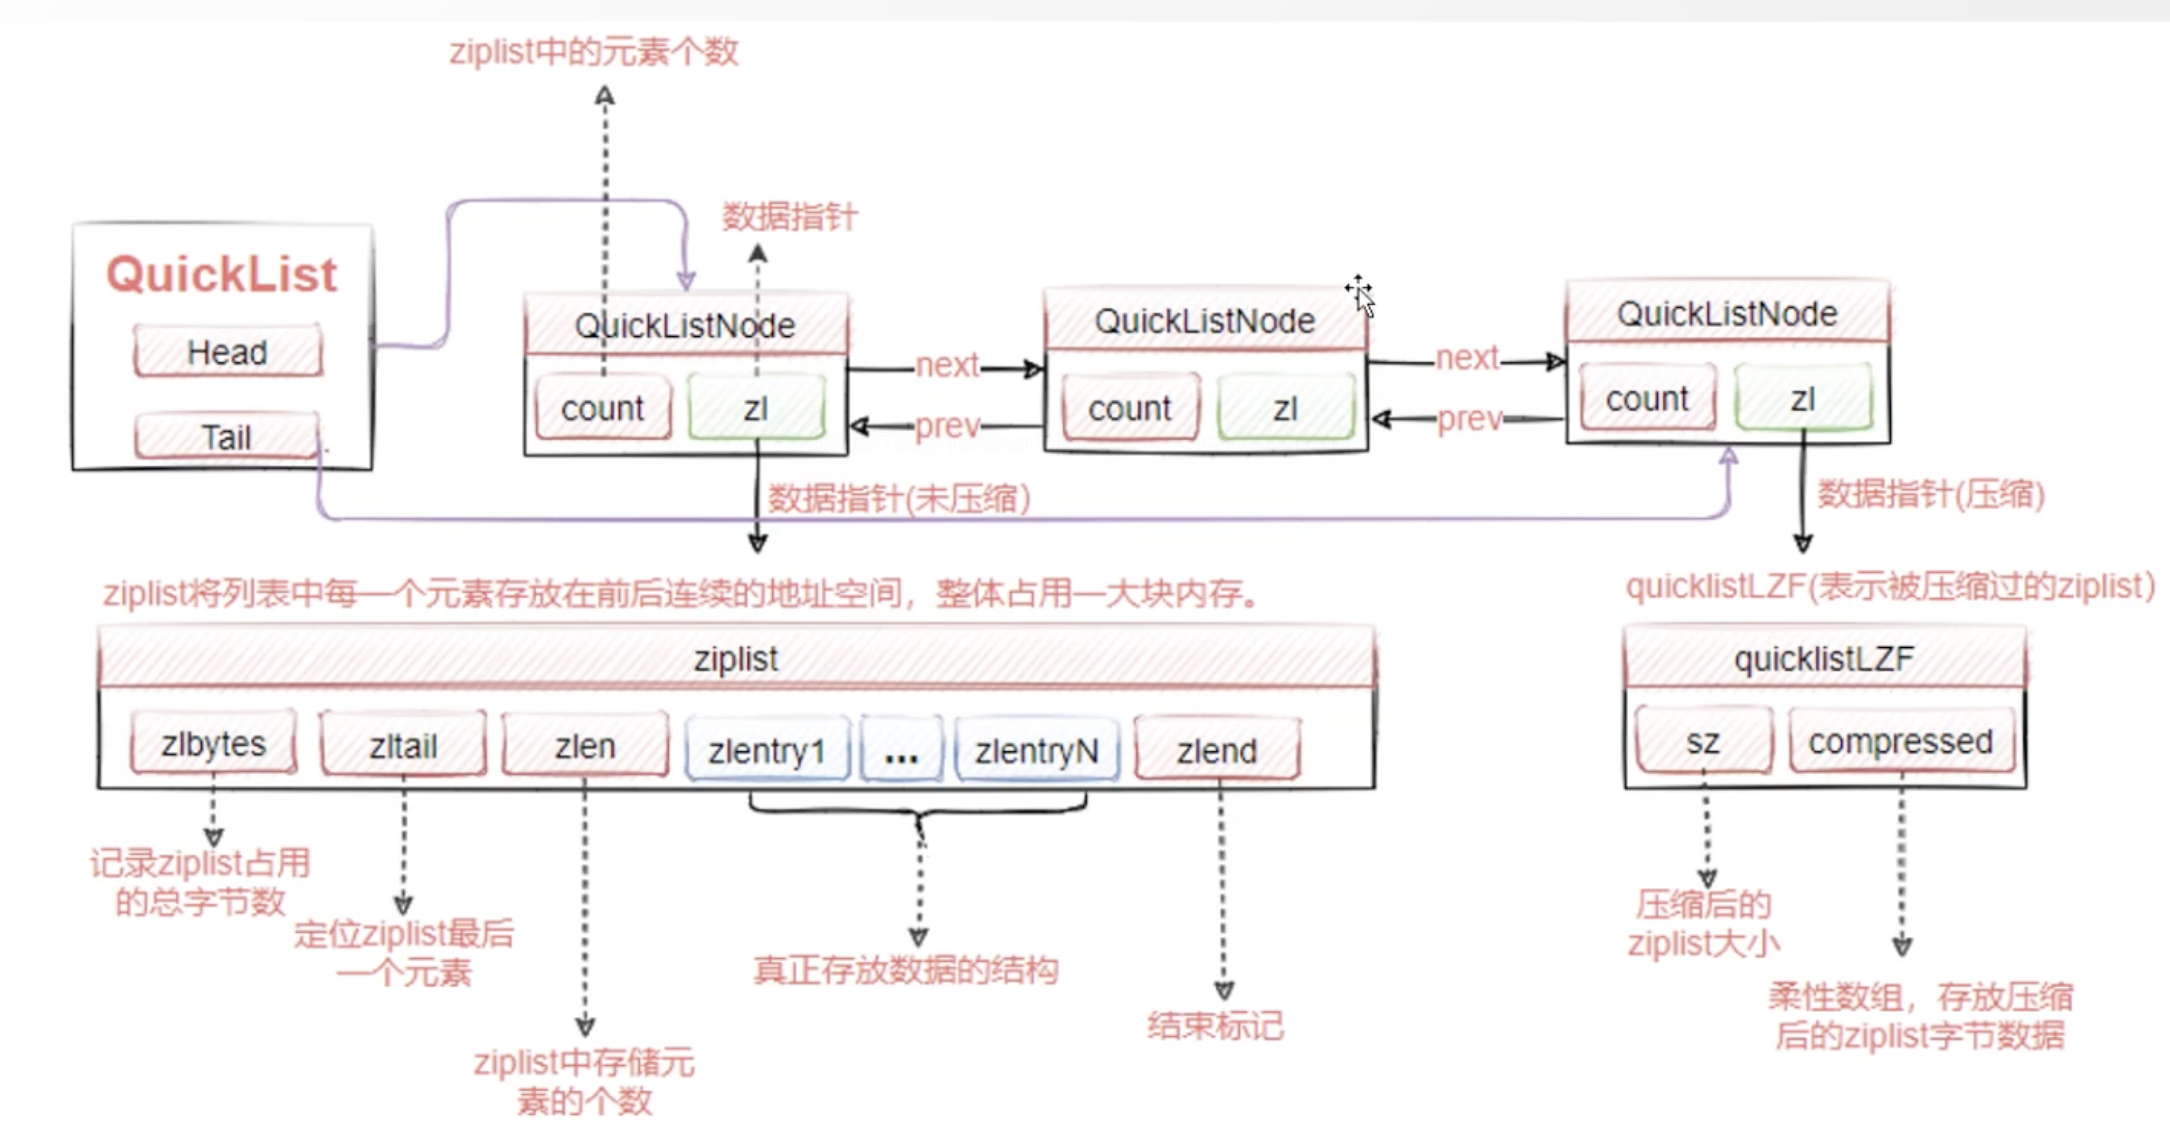 ziplist中的元素个数
数据指针
QuickList
Head
Tail
QuickListNode
count
zl
next
prev
QuickListNode
count
zl
next
prev
QuickListNode
count
zl
数据指针(未压缩)
数据指针(压缩)
ziplist将列表中每一个元素存放在前后连续的地址空间，整体占用一大块内存。
quicklistLZF(表示被压缩过的ziplist)
ziplist
zlbytes
zltail
zlen
zlentry1
...
zlentryN
zlend
quicklistLZF
sz
compressed
记录ziplist占用
的总字节数
定位ziplist最后
一个元素
ziplist中存储元
素的个数
真正存放数据的结构
结束标记
压缩后的
ziplist大小
柔性数组，存放压缩
后的ziplist字节数据